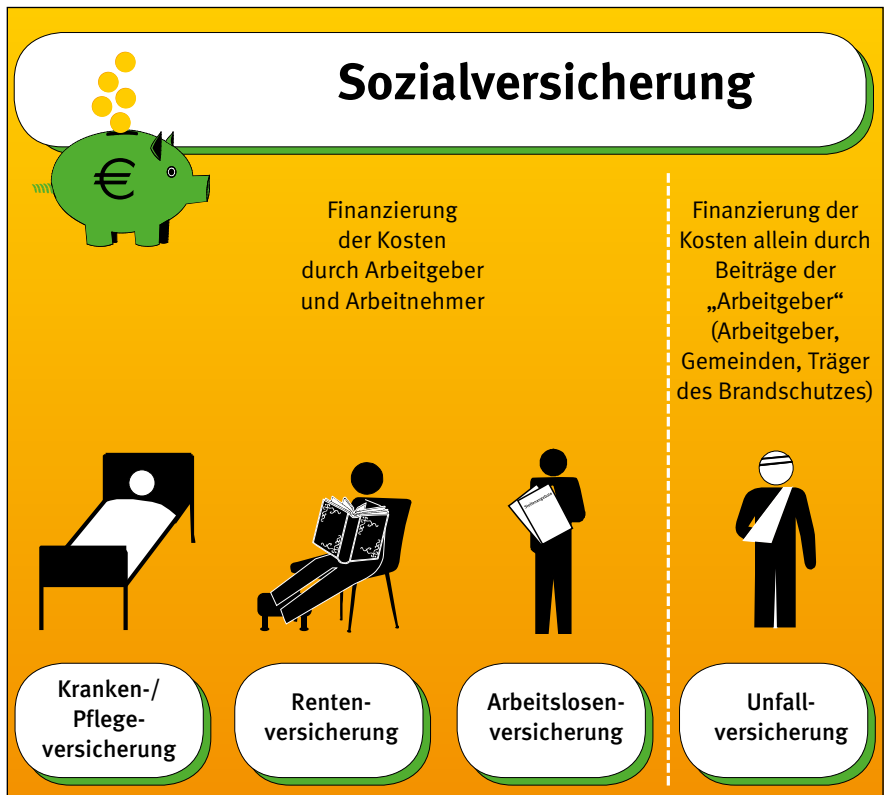 Sozialversicherung
€
Finanzierung
der Kosten
durch Arbeitgeber
und Arbeitnehmer
Finanzierung der
Kosten allein durch
Beiträge der
„Arbeitgeber“
(Arbeitgeber,
Gemeinden, Träger
des Brandschutzes)
Stellenangebote
Kranken-/
Pflege-
versicherung
Renten-
versicherung
Arbeitslosen-
versicherung
Unfall-
versicherung